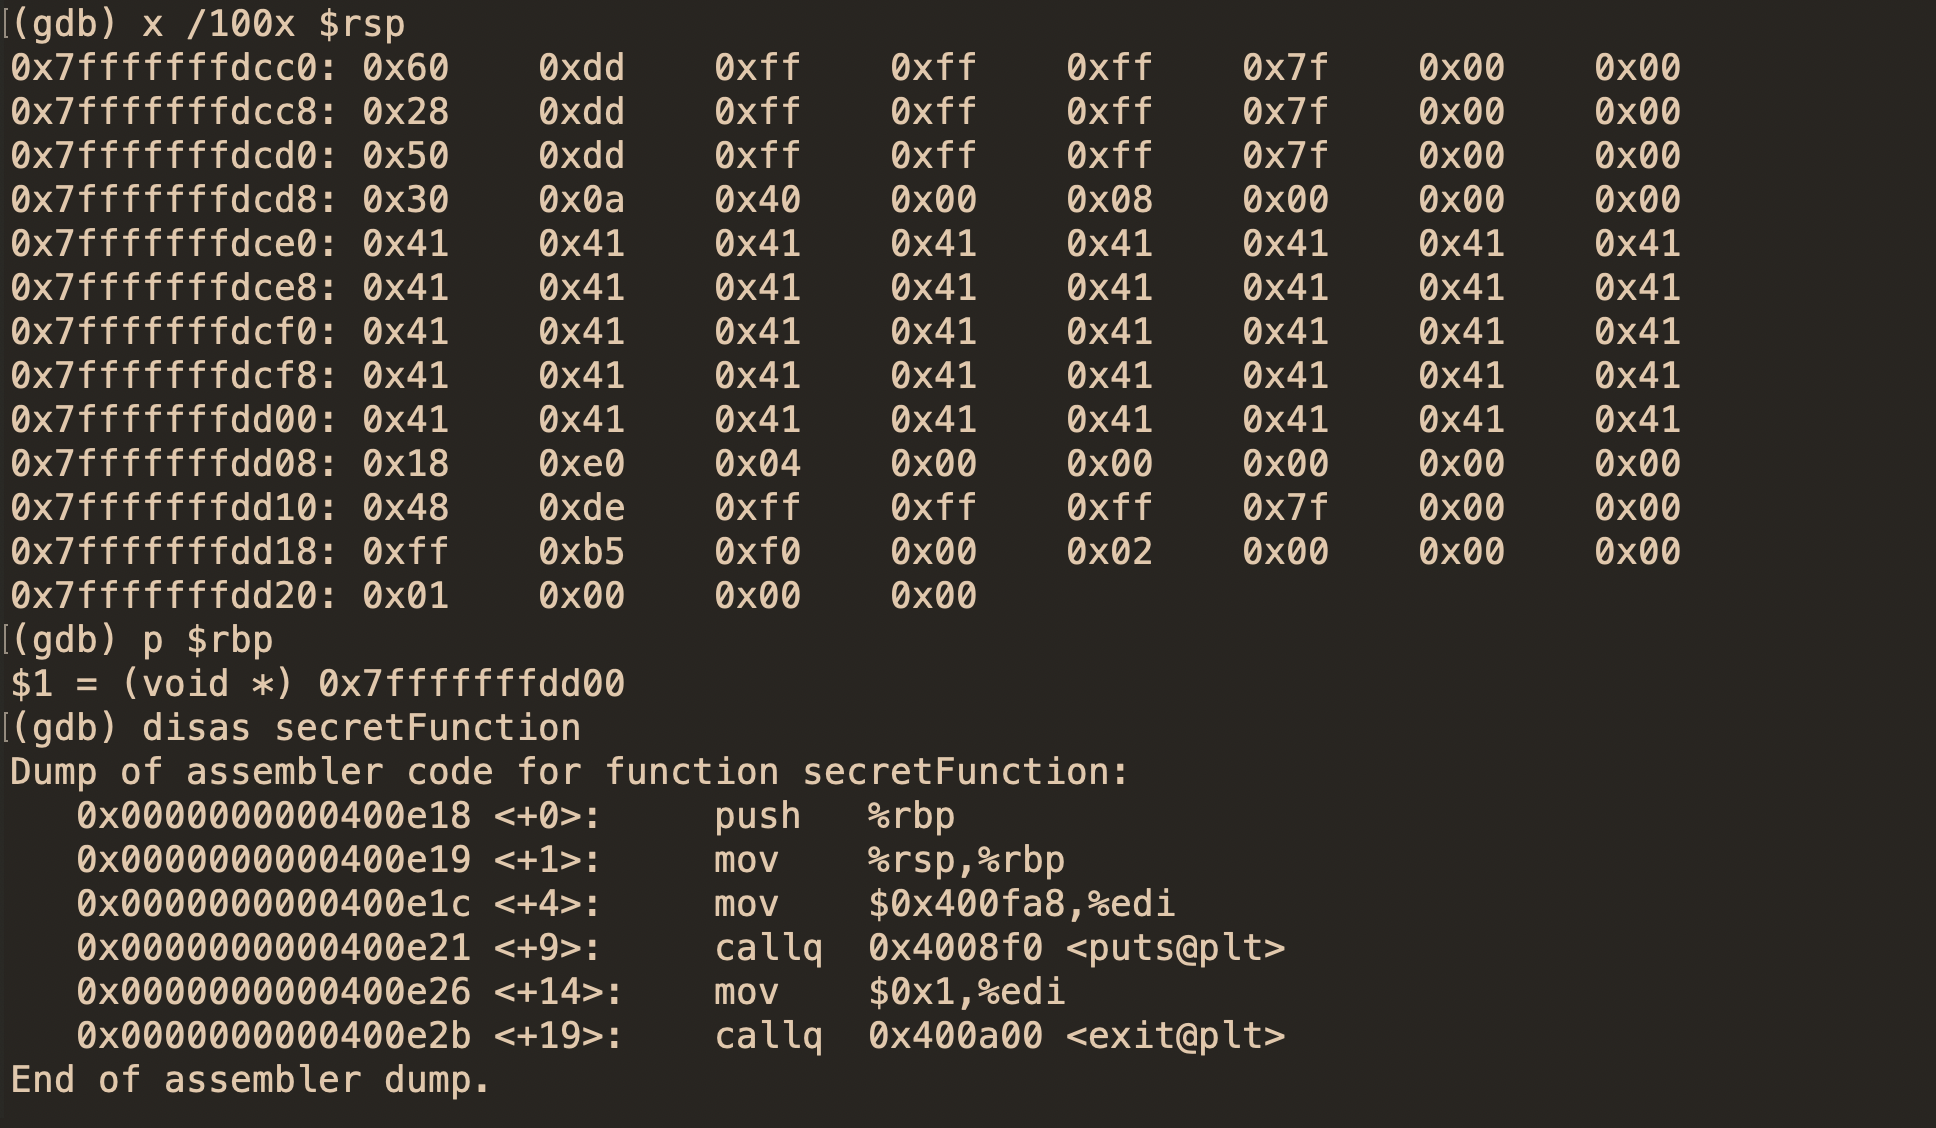 (gdb) x /100x $rsp
0x7fffffffdcc0: 0x60 0xdd 0xff 0xff 0xff 0x7f 0x00 0x00
0x7fffffffdcc8: 0x28 0xdd 0xff 0xff 0xff 0x7f 0x00 0x00
0x7fffffffdcd0: 0x50 0xdd 0xff 0xff 0xff 0x7f 0x00 0x00
0x7fffffffdcd8: 0x30 0x0a 0x40 0x00 0x08 0x00 0x00 0x00
0x7fffffffdce0: 0x41 0x41 0x41 0x41 0x41 0x41 0x41 0x41
0x7fffffffdce8: 0x41 0x41 0x41 0x41 0x41 0x41 0x41 0x41
0x7fffffffdcf0: 0x41 0x41 0x41 0x41 0x41 0x41 0x41 0x41
0x7fffffffdcf8: 0x41 0x41 0x41 0x41 0x41 0x41 0x41 0x41
0x7fffffffdd00: 0x41 0x41 0x41 0x41 0x41 0x41 0x41 0x41
0x7fffffffdd08: 0x18 0xe0 0x04 0x00 0x00 0x00 0x00 0x00
0x7fffffffdd10: 0x48 0xde 0xff 0xff 0xff 0x7f 0x00 0x00
0x7fffffffdd18: 0xff 0xb5 0xf0 0x00 0x02 0x00 0x00 0x00
0x7fffffffdd20: 0x01 0x00 0x00 0x00
(gdb) p $rbp
$1 = (void *) 0x7fffffffdd00
(gdb) disas secretFunction
Dump of assembler code for function secretFunction:
0x0000000000400e18 <+0>: push %rbp
0x0000000000400e19 <+1>: mov %rsp,%rbp
0x0000000000400e1c <+4>: mov $0x400fa8,%edi
0x0000000000400e21 <+9>: callq 0x4008f0 <puts@plt>
0x0000000000400e26 <+14>: mov $0x1,%edi
0x0000000000400e2b <+19>: callq 0x400a00 <exit@plt>
End of assembler dump.